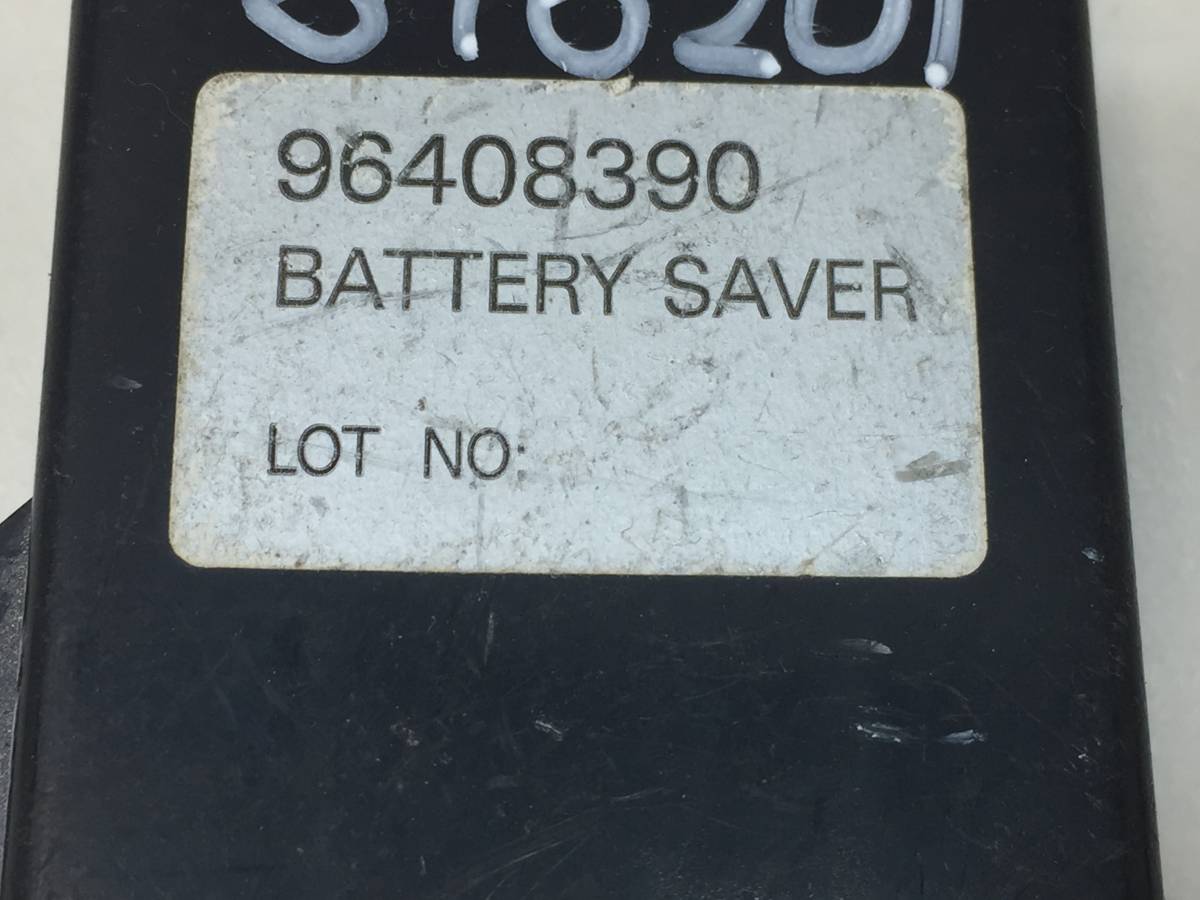 96408390
BATTERY SAVER
LOT NO: